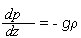 dp/dz = - gρ